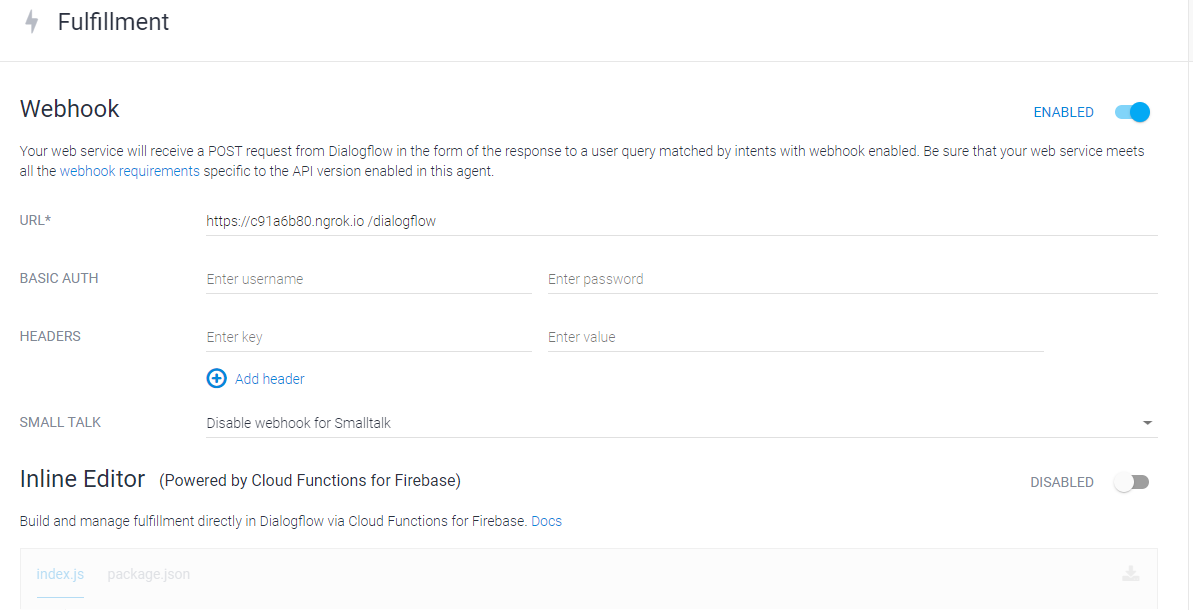 Fulfillment
Webhook
ENABLED
Your web service will receive a POST request from Dialogflow in the form of the response to a user query matched by intents with webhook enabled. Be sure that your web service meets
all the webhook requirements specific to the API version enabled in this agent.
URL*
https://c91a6b80.ngrok.io /dialogflow
BASIC AUTH
Enter username
Enter password
HEADERS
Enter key
Enter value
Add header
SMALL TALK
Disable webhook for Smalltalk
Inline Editor (Powered by Cloud Functions for Firebase)
DISABLED
Build and manage fulfillment directly in Dialogflow via Cloud Functions for Firebase. Docs
index.js
package.json